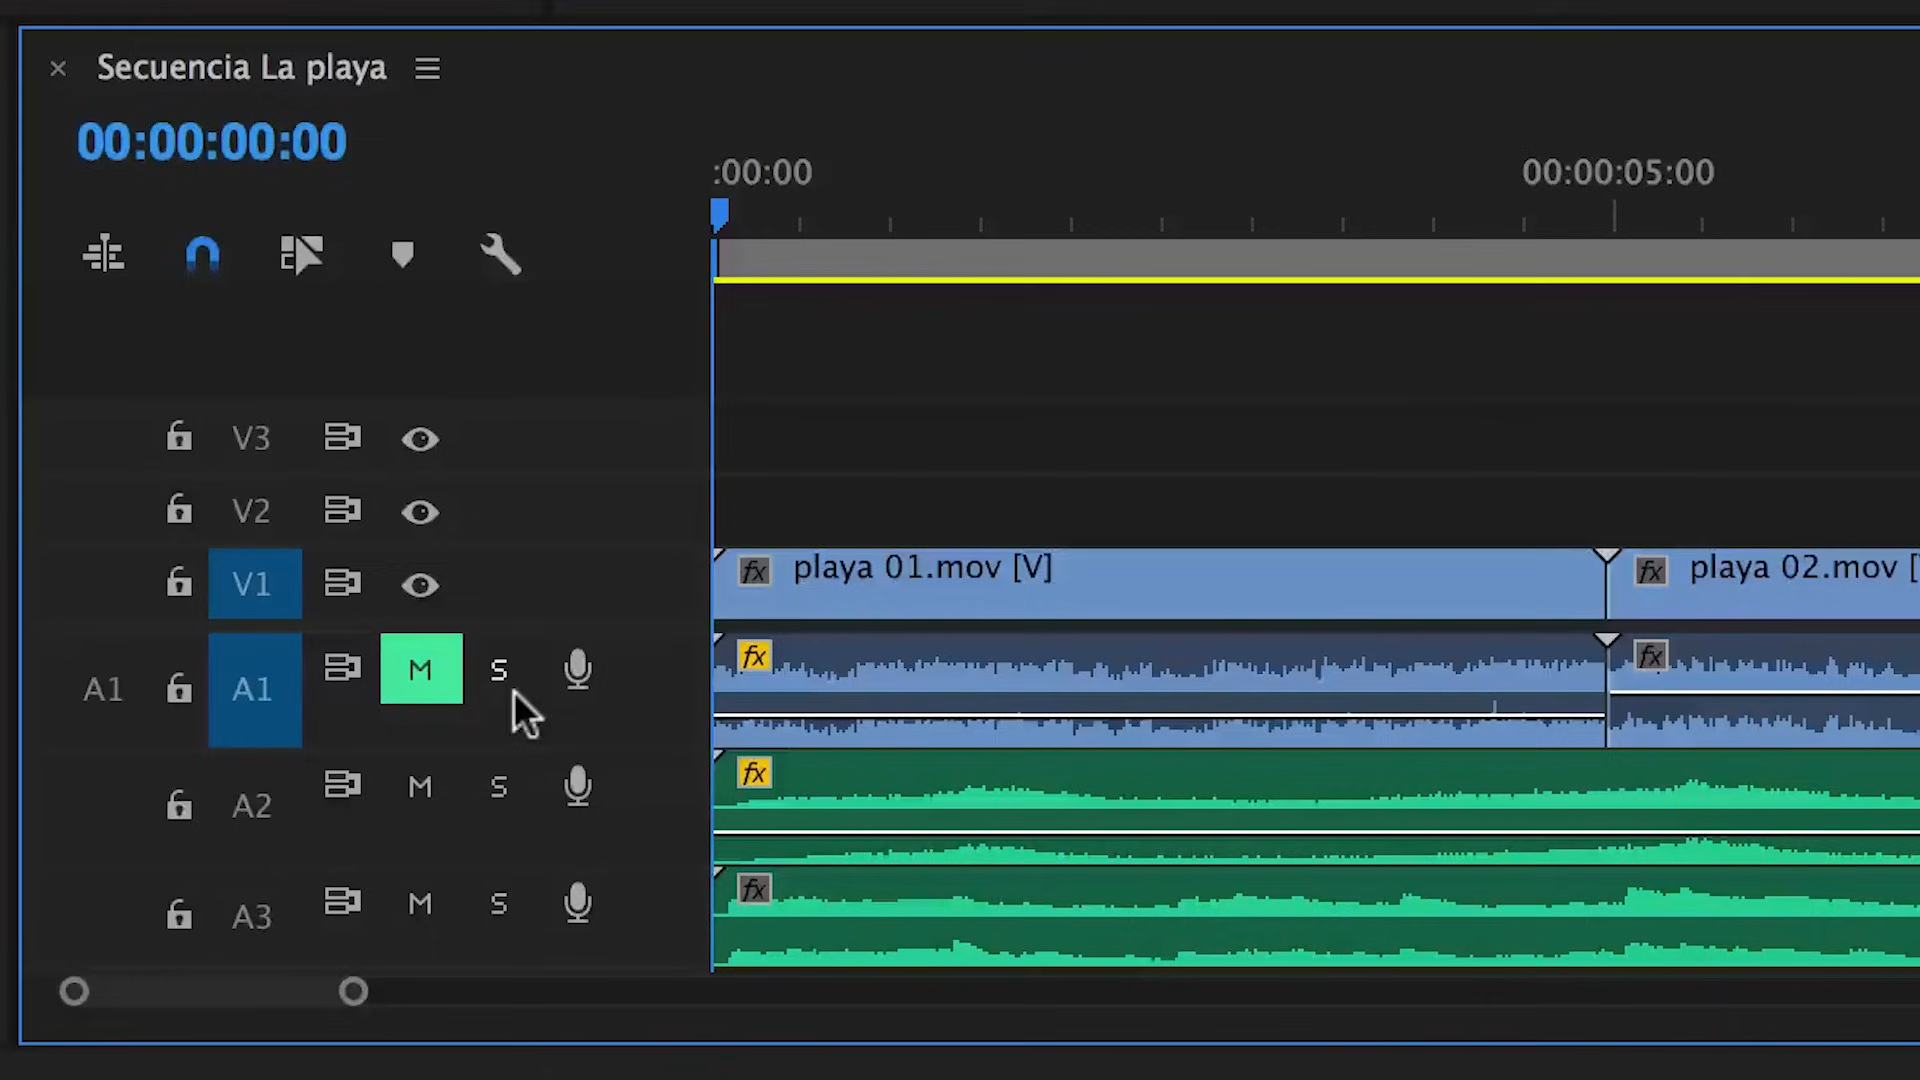 × Secuencia La playa
00:00:00:00
:00:00 00:00:05:00
V3
V2
V1 fx playa 01.mov [V] fx playa 02.mov [
A1 A1 M S fx fx
A2 M S fx
A3 M S fx